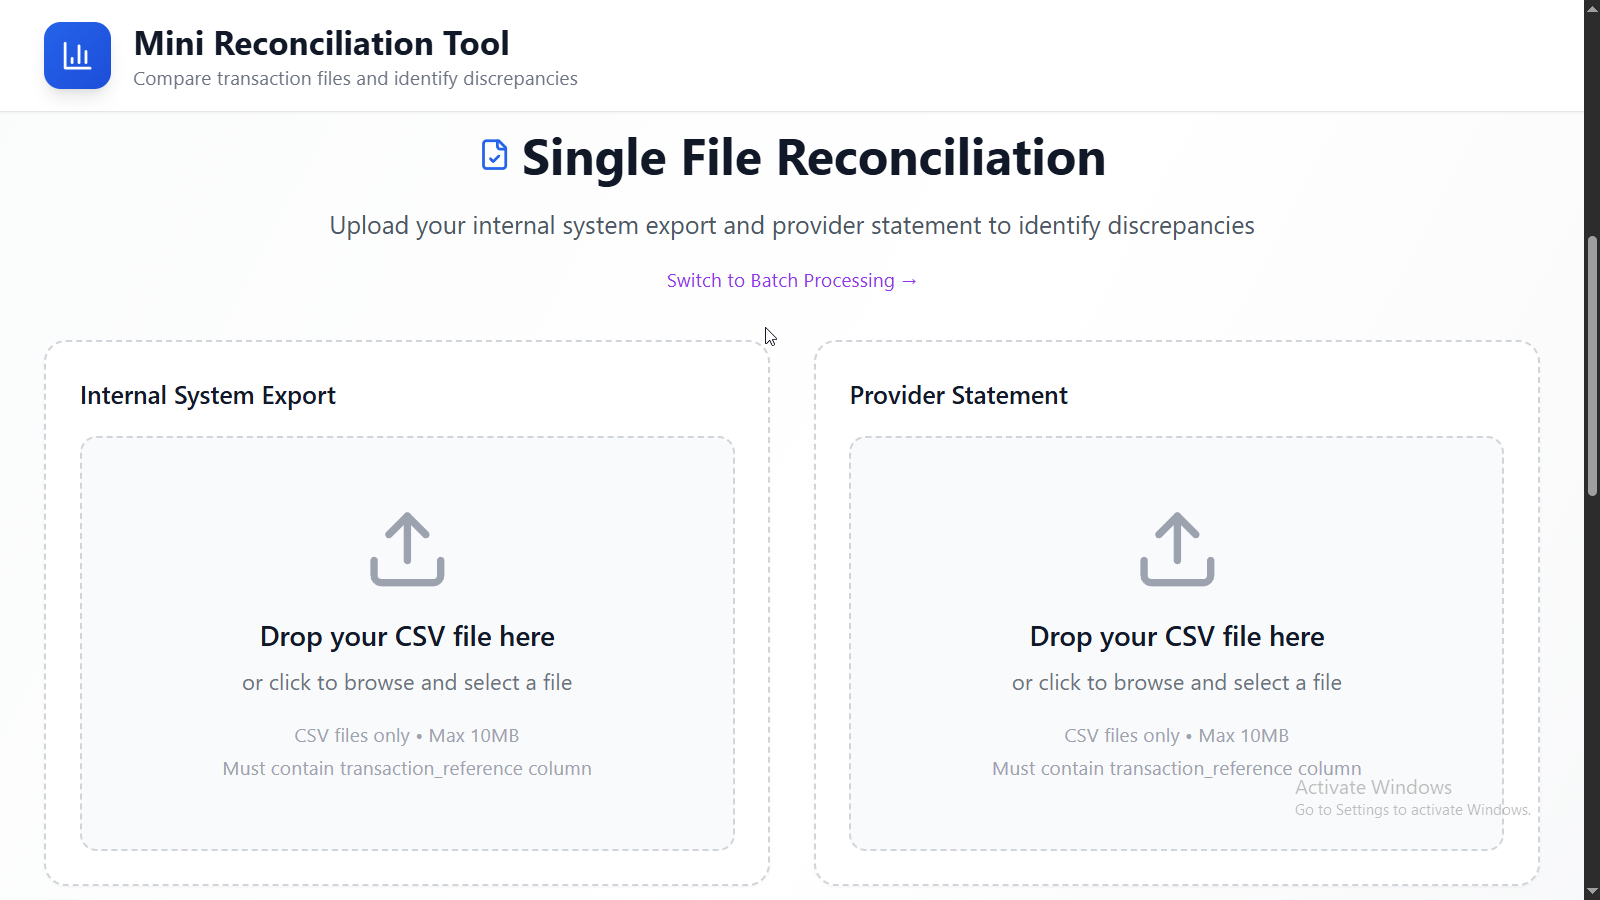 Mini Reconciliation Tool
Compare transaction files and identify discrepancies
Single File Reconciliation
Upload your internal system export and provider statement to identify discrepancies
Switch to Batch Processing →
Internal System Export
Drop your CSV file here
or click to browse and select a file
CSV files only • Max 10MB
Must contain transaction_reference column
Provider Statement
Drop your CSV file here
or click to browse and select a file
CSV files only • Max 10MB
Must contain transaction_reference column
Activate Windows
Go to Settings to activate Windows.